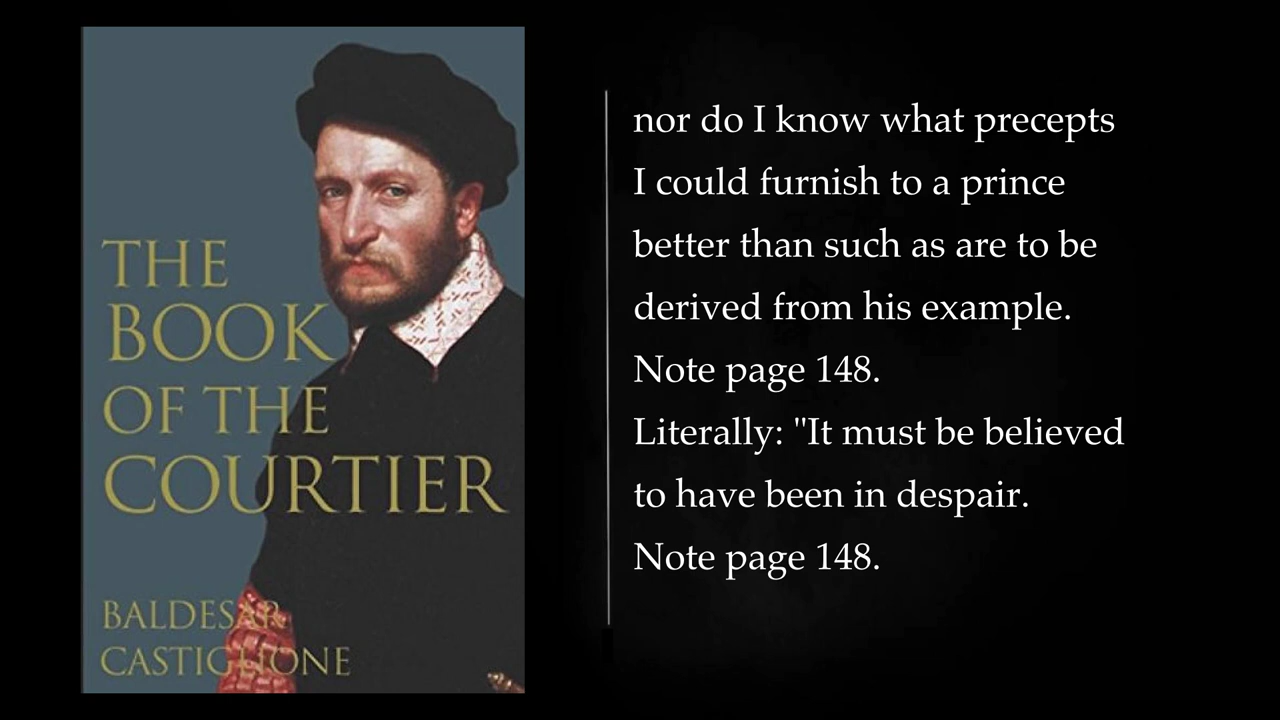 THE
BOOK
OF THE
COURTIER
BALDESAR
CASTIGLIONE
nor do I know what precepts
I could furnish to a prince
better than such as are to be
derived from his example.
Note page 148.
Literally: "It must be believed
to have been in despair.
Note page 148.